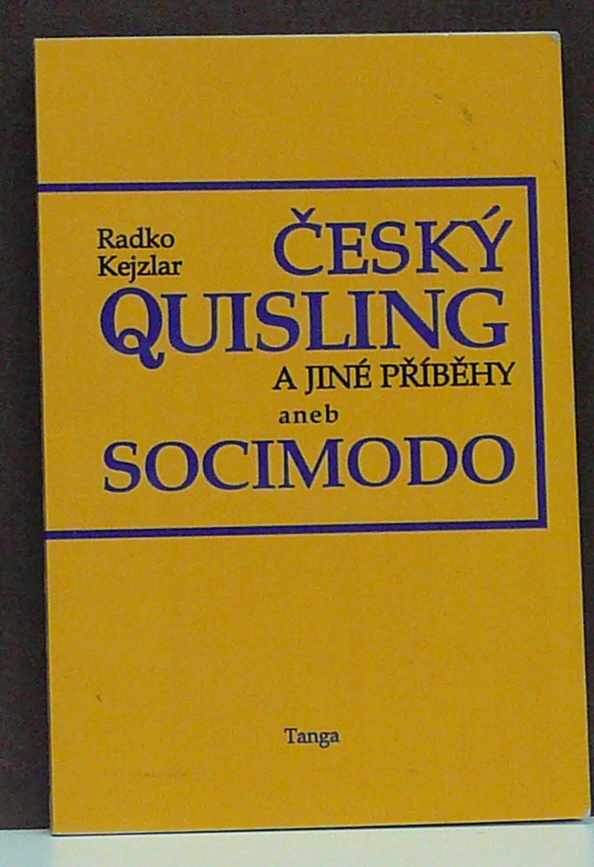 Radko
Kejzlar
ČESKÝ
QUISLING
A JINÉ PŘÍBĚHY
aneb
SOCIMODO
Tanga